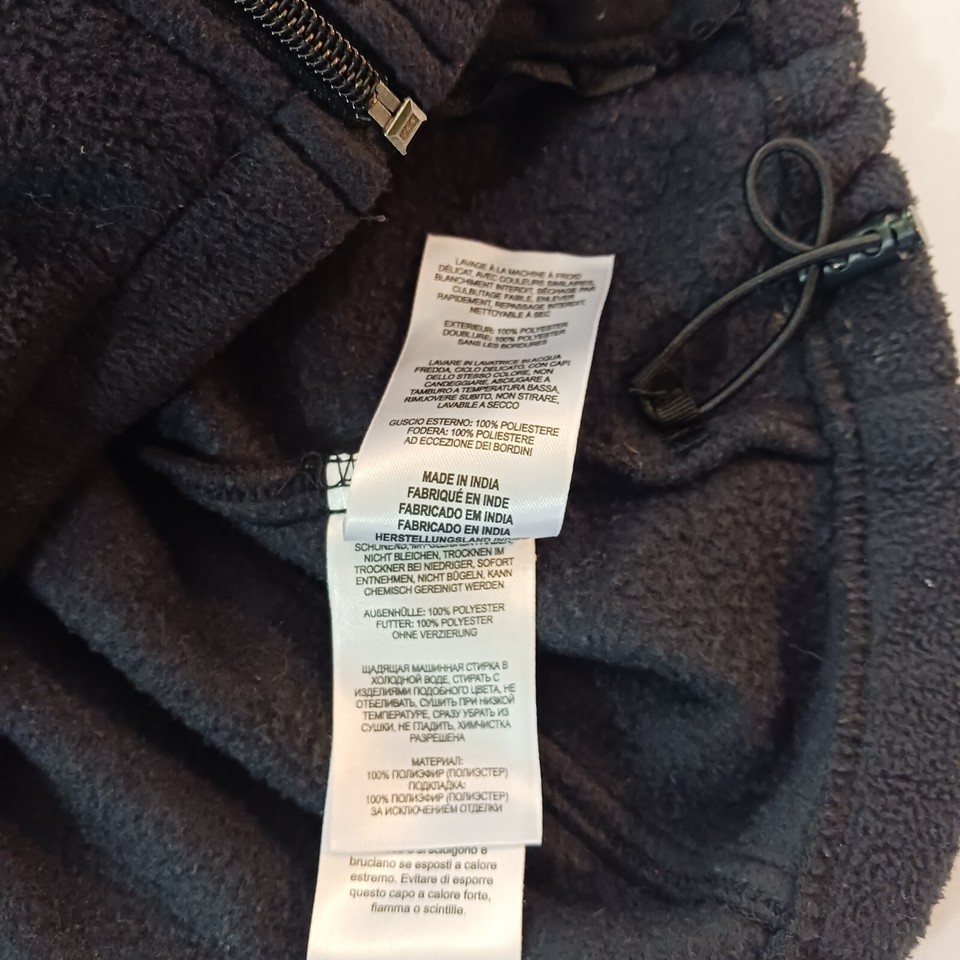 LAVAGE À LA MACHINE À FROID
DÉLICAT, AVEC COULEURS SIMILAIRES,
BLANCHIMENT INTERDIT, SÉCHAGE PAR
CULBUTAGE FAIBLE, ENLEVER
RAPIDEMENT, REPASSAGE INTERDIT,
NETTOYABLE À SEC
EXTERIEUR: 100% POLYESTER
DOUBLURE: 100% POLYESTER
SANS LES BORDURES
LAVARE IN LAVATRICE IN ACQUA
FREDDA, CICLO DELICATO, CON CAPI
DELLO STESSO COLORE, NON
CANDEGGIARE, ASCIUGARE A
TAMBURO A TEMPERATURA BASSA,
RIMUOVERE SUBITO, NON STIRARE,
LAVABILE A SECCO
GUSCIO ESTERNO: 100% POLIESTERE
FODERA: 100% POLIESTERE
AD ECCEZIONE DEI BORDINI
MADE IN INDIA
FABRIQUÉ EN INDE
FABRICADO EM INDIA
FABRICADO EN INDIA
HERSTELLUNGSLAND
SCHONEND,
NICHT BLEICHEN, TROCKNEN IM
TROCKNER BEI NIEDRIGER, SOFORT
ENTNEHMEN, NICHT BÜGELN, KANN
CHEMISCH GEREINIGT WERDEN
AUßENHÜLLE: 100% POLYESTER
FUTTER: 100% POLYESTER
OHNE VERZIERUNG
ЩАДЯЩАЯ МАШИННАЯ СТИРКА В
ХОЛОДНОЙ ВОДЕ, СТИРАТЬ С
ИЗДЕЛИЯМИ ПОДОБНОГО ЦВЕТА, НЕ
ОТБЕЛИВАТЬ, СУШИТЬ ПРИ НИЗКОЙ
ТЕМПЕРАТУРЕ, СРАЗУ УБРАТЬ ИЗ
СУШКИ, НЕ ГЛАДИТЬ, ХИМЧИСТКА
РАЗРЕШЕНА
МАТЕРИАЛ:
100% ПОЛИЭФИР (ПОЛИЭСТЕР)
ПОДКЛАДКА:
100% ПОЛИЭФИР (ПОЛИЭСТЕР)
ЗА ИСКЛЮЧЕНИЕМ ОТДЕЛКИ
si sciolgono e
bruciano se esposti a calore
estremo. Evitare di esporre
questo capo a calore forte,
fiamma o scintille.